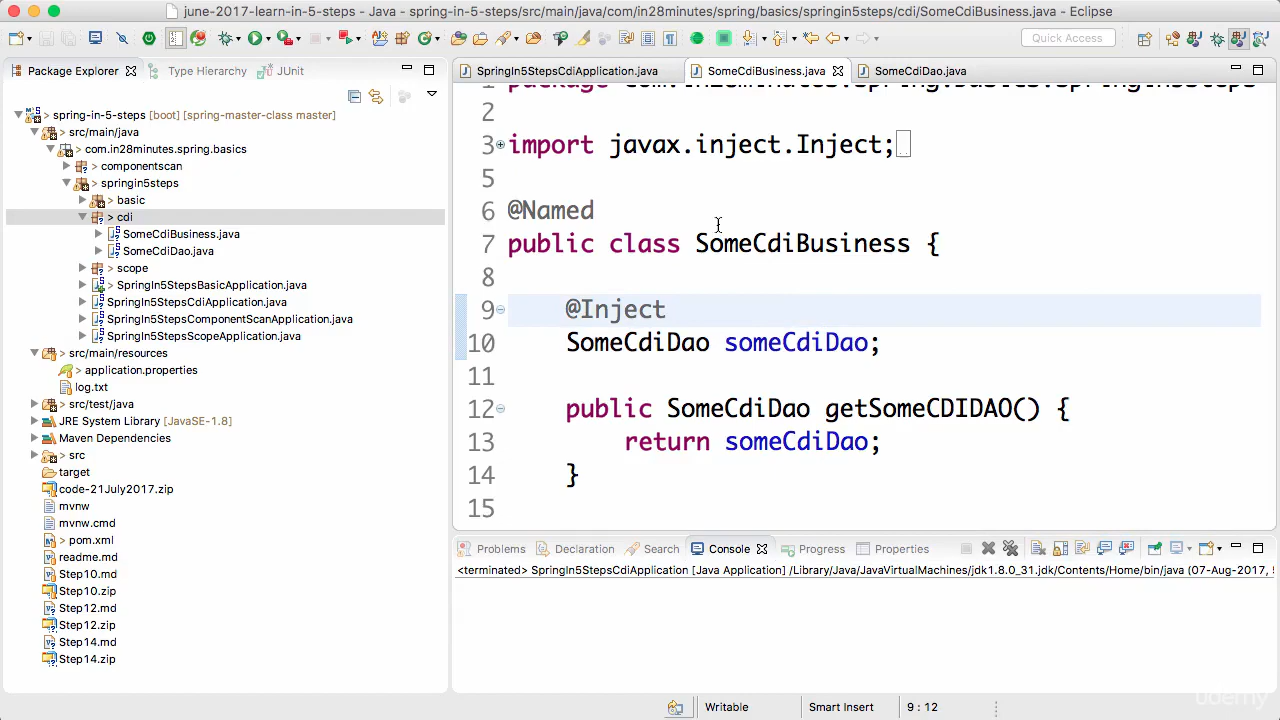 june-2017-learn-in-5-steps - Java - spring-in-5-steps/src/main/java/com/in28minutes/spring/basics/springin5steps/cdi/SomeCdiBusiness.java - Eclipse
Quick Access
Package Explorer
Type Hierarchy
JUnit
spring-in-5-steps [boot] [spring-master-class master]
> src/main/java
> com.in28minutes.spring.basics
> componentscan
> springin5steps
> basic
> cdi
SomeCdiBusiness.java
SomeCdiDao.java
> scope
> SpringIn5StepsBasicApplication.java
SpringIn5StepsCdiApplication.java
SpringIn5StepsComponentScanApplication.java
SpringIn5StepsScopeApplication.java
> src/main/resources
> application.properties
log.txt
> src/test/java
JRE System Library [JavaSE-1.8]
Maven Dependencies
> src
target
code-21July2017.zip
mvnw
mvnw.cmd
> pom.xml
readme.md
Step10.md
Step10.zip
Step12.md
Step12.zip
Step14.md
Step14.zip
SpringIn5StepsCdiApplication.java
SomeCdiBusiness.java
SomeCdiDao.java
2
3 import javax.inject.Inject;
5
6 @Named
7 public class SomeCdiBusiness {
8
9 @Inject
10 SomeCdiDao someCdiDao;
11
12 public SomeCdiDao getSomeCDIDAO() {
13 return someCdiDao;
14 }
15
Problems
Declaration
Search
Console
Progress
Properties
<terminated> SpringIn5StepsCdiApplication [Java Application] /Library/Java/JavaVirtualMachines/jdk1.8.0_31.jdk/Contents/Home/bin/java (07-Aug-2017,
Writable
Smart Insert
9 : 12
udemy